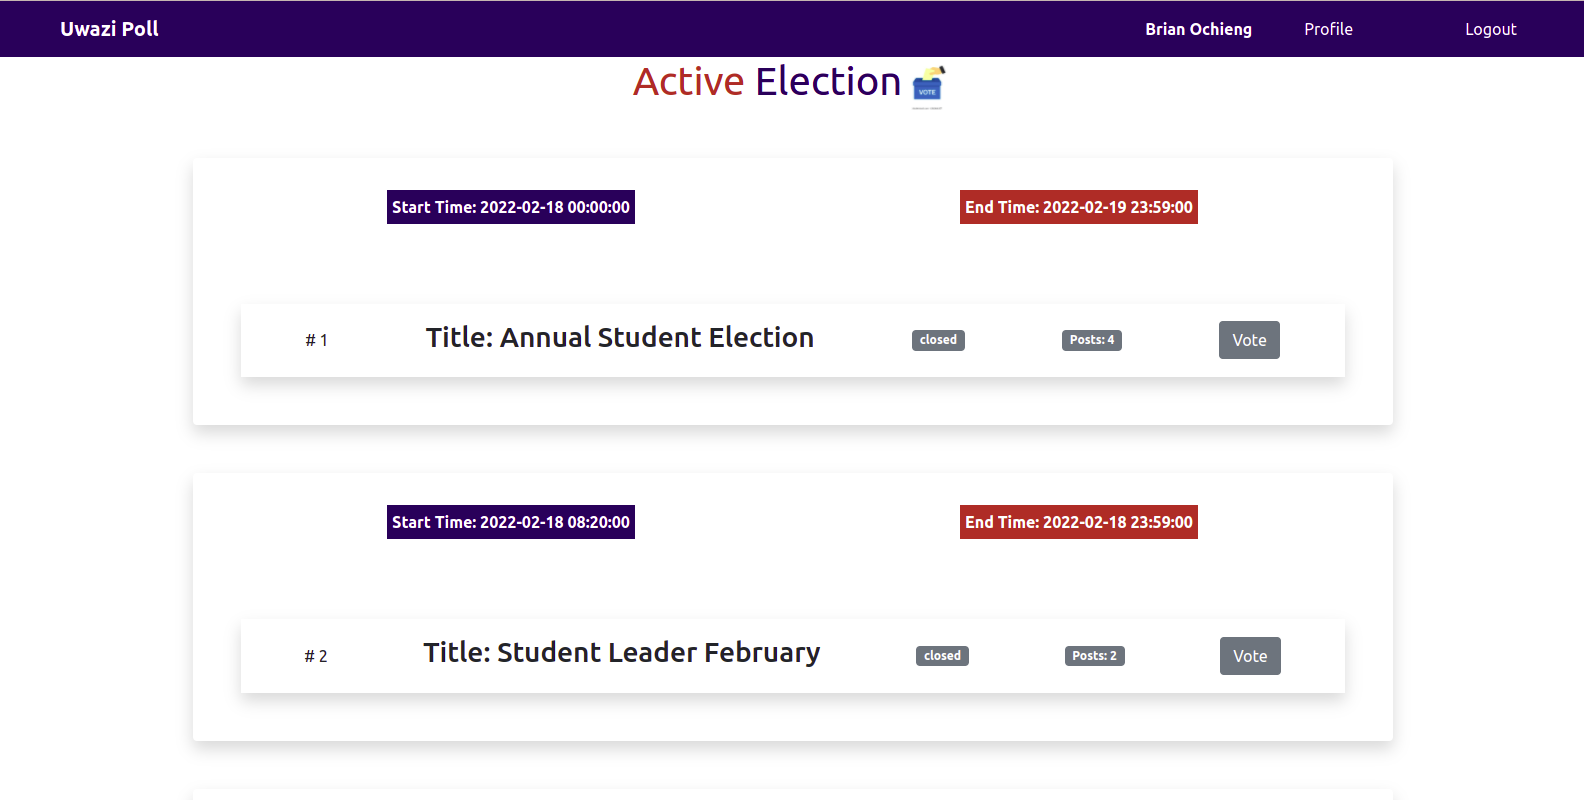 Uwazi Poll Brian Ochieng Profile Logout
Active Election
VOTE
Start Time: 2022-02-18 00:00:00 End Time: 2022-02-19 23:59:00
# 1 Title: Annual Student Election closed Posts: 4 Vote
Start Time: 2022-02-18 08:20:00 End Time: 2022-02-18 23:59:00
# 2 Title: Student Leader February closed Posts: 2 Vote